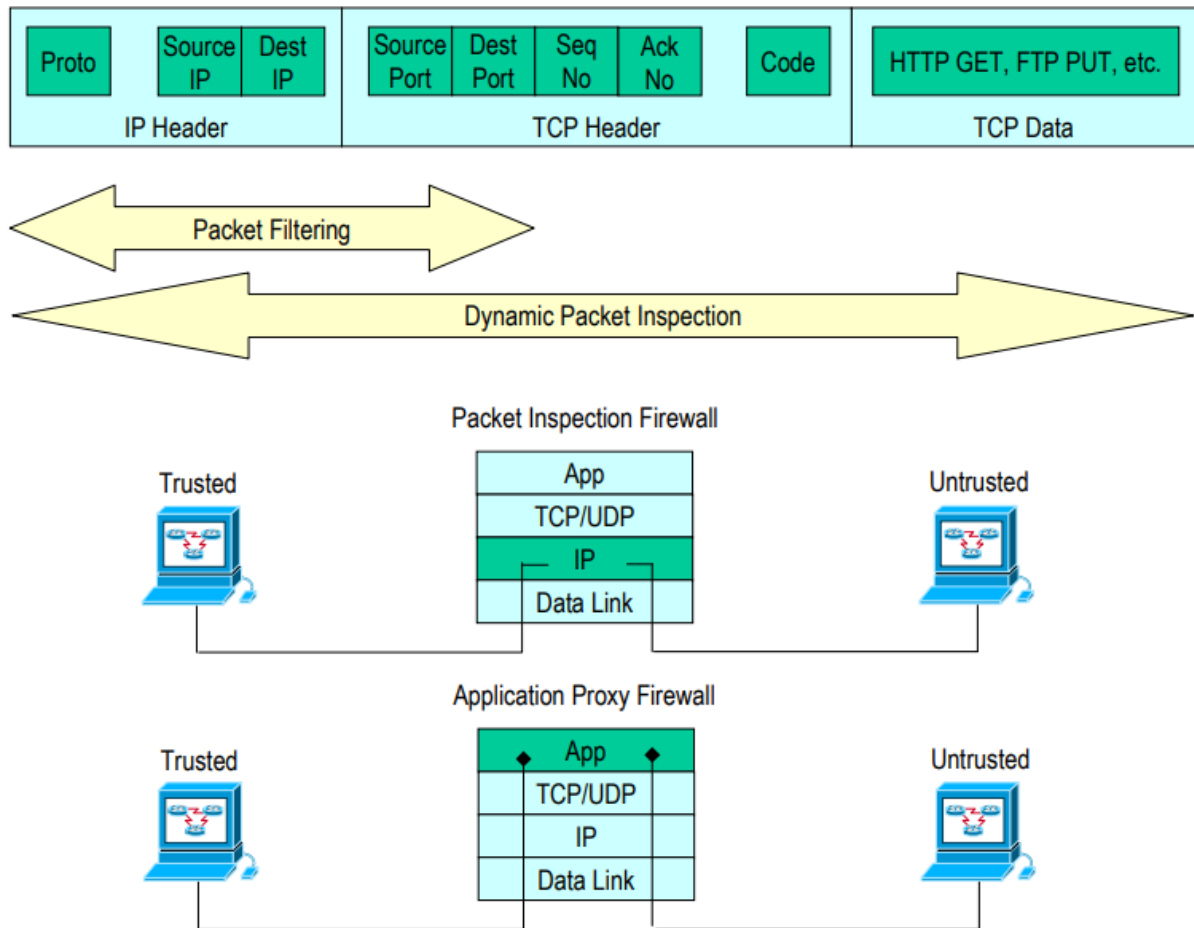 Proto
Source IP
Dest IP
Source Port
Dest Port
Seq No
Ack No
Code
HTTP GET, FTP PUT, etc.
IP Header
TCP Header
TCP Data
Packet Filtering
Dynamic Packet Inspection
Packet Inspection Firewall
Trusted
App
TCP/UDP
IP
Data Link
Untrusted
Application Proxy Firewall
Trusted
App
TCP/UDP
IP
Data Link
Untrusted